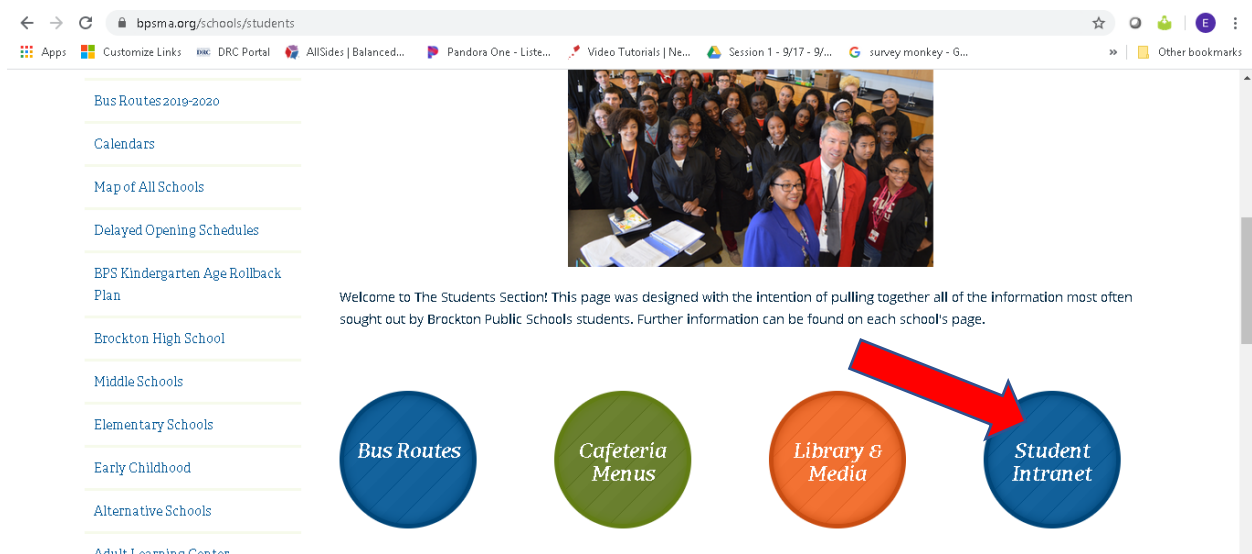 bpsma.org/schools/students
E
Apps
Customize Links
DRC
DRC Portal
AllSides | Balanced...
Pandora One - Liste...
Video Tutorials | Ne...
Session 1 - 9/17 - 9/...
survey monkey - G...
»
Other bookmarks
Bus Routes 2019-2020
Calendars
Map of All Schools
Delayed Opening Schedules
BPS Kindergarten Age Rollback
Plan
Brockton High School
Middle Schools
Elementary Schools
Early Childhood
Alternative Schools
Adult Learning Center
Welcome to The Students Section! This page was designed with the intention of pulling together all of the information most often
sought out by Brockton Public Schools students. Further information can be found on each school's page.
Bus Routes
Cafeteria
Menus
Library &
Media
Student
Intranet